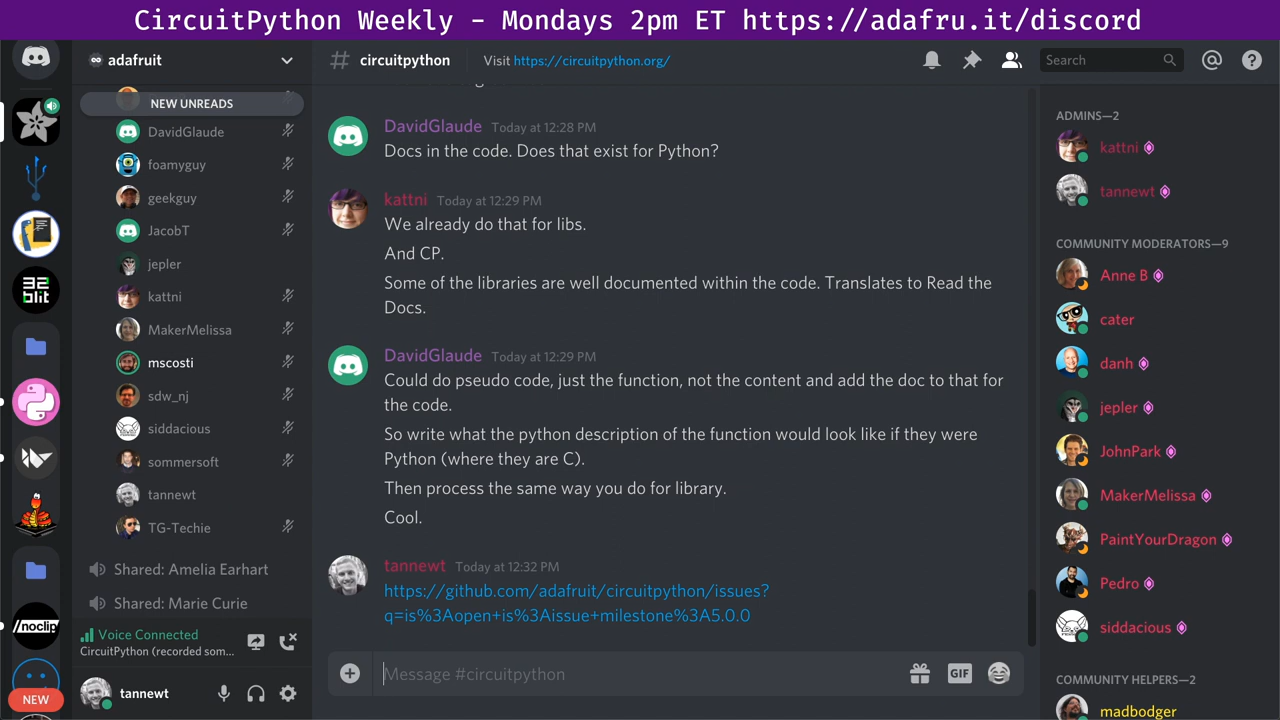 CircuitPython Weekly - Mondays 2pm ET https://adafru.it/discord
adafruit
NEW UNREADS
DavidGlaude
foamyguy
geekguy
JacobT
jepler
kattni
MakerMelissa
mscosti
sdw_nj
siddacious
sommersoft
tannewt
TG-Techie
Shared: Amelia Earhart
Shared: Marie Curie
Voice Connected
CircuitPython (recorded som...
tannewt
32
blit
/noclip
NEW
# circuitpython
Visit https://circuitpython.org/
Search
DavidGlaude Today at 12:28 PM
Docs in the code. Does that exist for Python?
kattni Today at 12:29 PM
We already do that for libs.
And CP.
Some of the libraries are well documented within the code. Translates to Read the
Docs.
DavidGlaude Today at 12:29 PM
Could do pseudo code, just the function, not the content and add the doc to that for
the code.
So write what the python description of the function would look like if they were
Python (where they are C).
Then process the same way you do for library.
Cool.
tannewt Today at 12:32 PM
https://github.com/adafruit/circuitpython/issues?
q=is%3Aopen+is%3Aissue+milestone%3A5.0.0
Message #circuitpython
GIF
ADMINS—2
kattni
tannewt
COMMUNITY MODERATORS—9
Anne B
cater
danh
jepler
JohnPark
MakerMelissa
PaintYourDragon
Pedro
siddacious
COMMUNITY HELPERS—2
madbodger